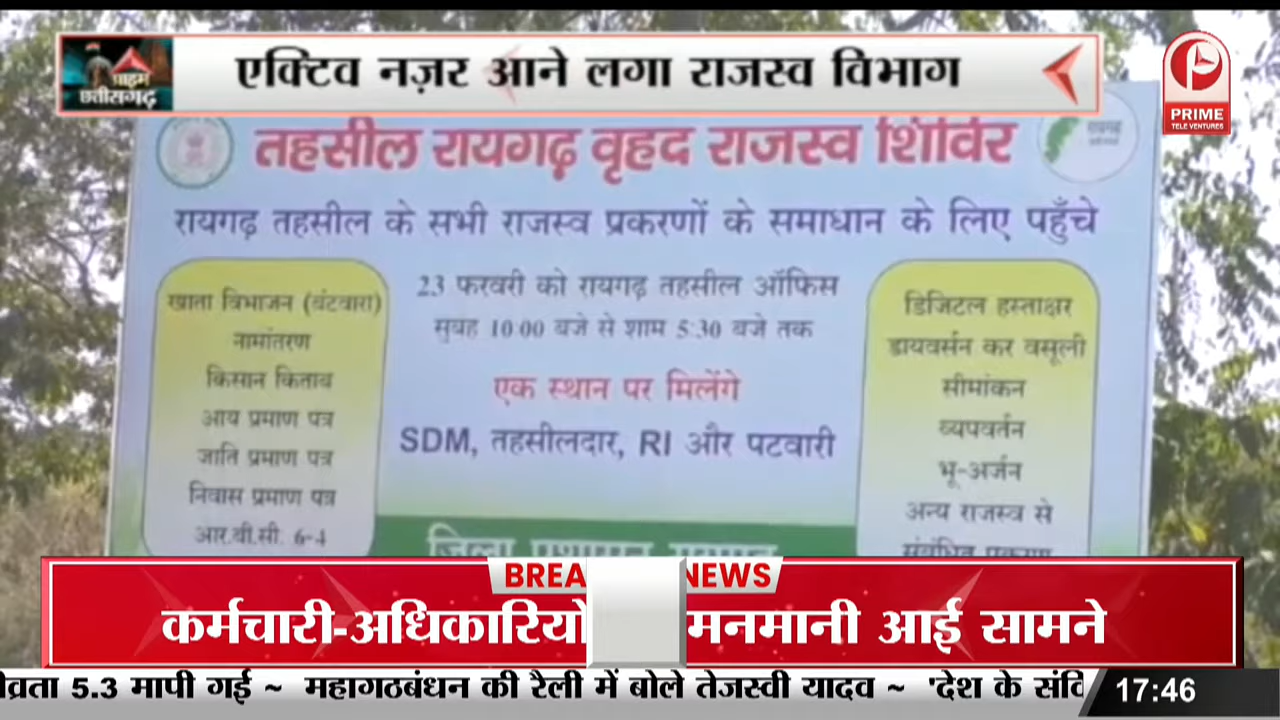 एक्टिव नज़र आने लगा राजस्व विभाग
प्राइम
छत्तीसगढ़
PRIME
TELE VENTURES
तहसील रायगढ़ वृहद राजस्व शिविर
रायगढ़ तहसील के सभी राजस्व प्रकरणों के समाधान के लिए पहुँचे
खाता विभाजन (बंटवारा)
नामांतरण
किसान किताब
आय प्रमाण पत्र
जाति प्रमाण पत्र
निवास प्रमाण पत्र
आर.बी.सी. 6-4
23 फरवरी को रायगढ़ तहसील ऑफिस
सुबह 10:00 बजे से शाम 5:30 बजे तक
एक स्थान पर मिलेंगे
SDM, तहसीलदार, RI और पटवारी
डिजिटल हस्ताक्षर
डायवर्सन कर वसूली
सीमांकन
व्यपवर्तन
भू-अर्जन
अन्य राजस्व से
संबंधित प्रकरण
BREA NEWS
कर्मचारी-अधिकारियो मनमानी आई सामने
5.3 मापी गई ~ महागठबंधन की रैली में बोले तेजस्वी यादव ~ 'देश के
17:46